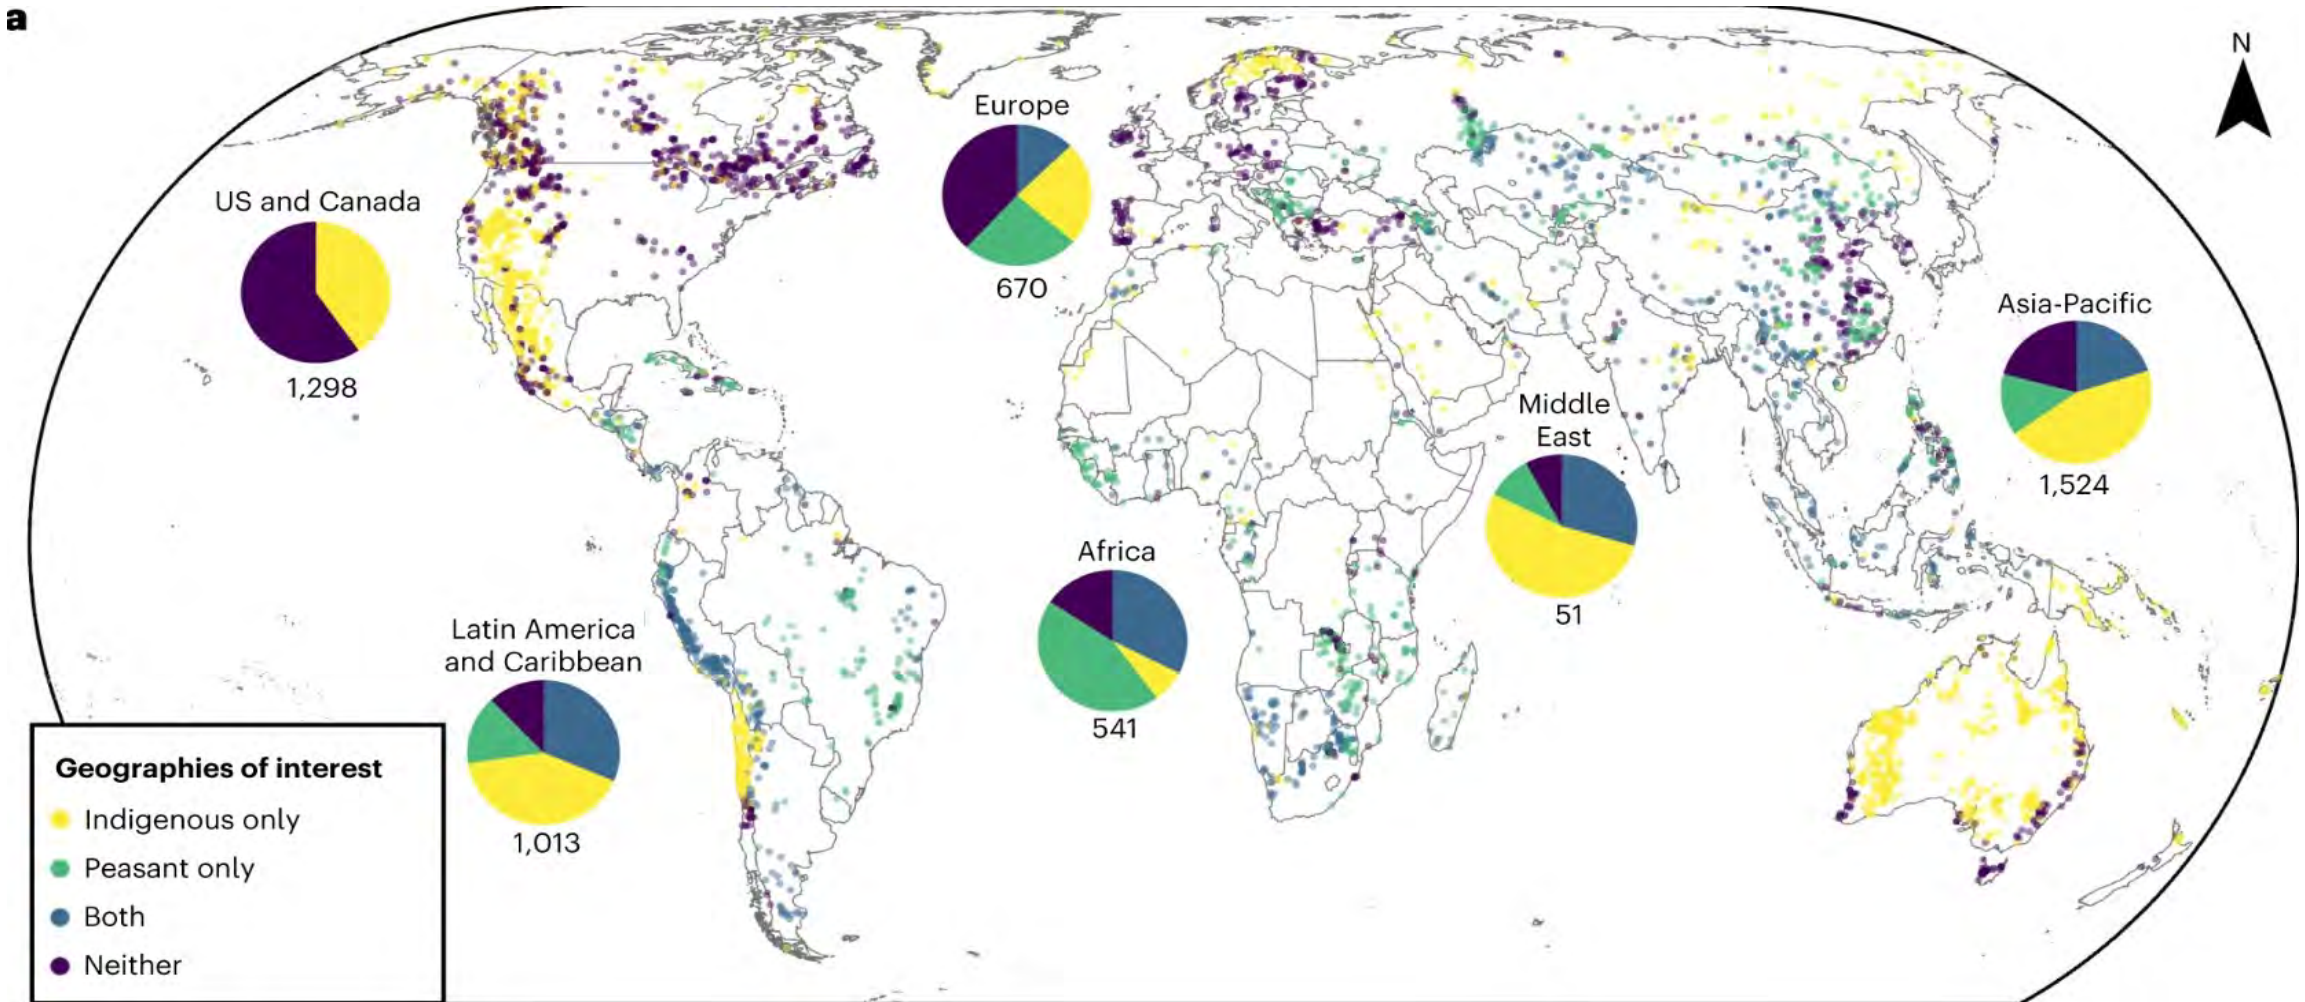 a
N
Europe
670
US and Canada
1,298
Asia-Pacific
1,524
Middle
East
51
Africa
541
Latin America
and Caribbean
1,013
Geographies of interest
Indigenous only
Peasant only
Both
Neither